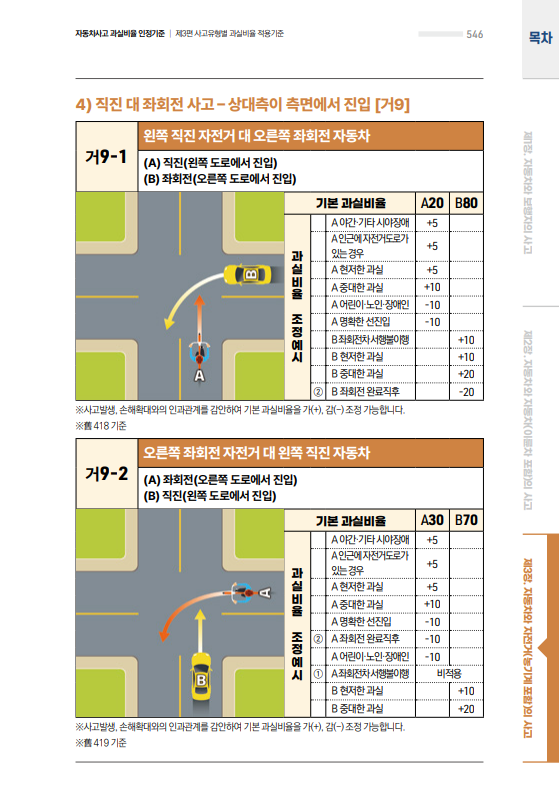 자동차사고 과실비율 인정기준 | 제3편 사고유형별 과실비율 적용기준
546
목차
4) 직진 대 좌회전 사고 – 상대측이 측면에서 진입 [거9]
거9-1
왼쪽 직진 자전거 대 오른쪽 좌회전 자동차
(A) 직진(왼쪽 도로에서 진입)
(B) 좌회전(오른쪽 도로에서 진입)
기본 과실비율 A20 B80
과실비율 조정예시
A 야간·기타 시야장애 +5
A 인근에 자전거도로가
있는 경우 +5
A 현저한 과실 +5
A 중대한 과실 +10
A 어린이·노인·장애인 -10
A 명확한 선진입 -10
B 좌회전차 서행불이행 +10
B 현저한 과실 +10
B 중대한 과실 +20
② B 좌회전 완료직후 -20
B
A
※사고발생, 손해확대와의 인과관계를 감안하여 기본 과실비율을 가(+), 감(-) 조정 가능합니다.
※舊 418 기준
거9-2
오른쪽 좌회전 자전거 대 왼쪽 직진 자동차
(A) 좌회전(오른쪽 도로에서 진입)
(B) 직진(왼쪽 도로에서 진입)
기본 과실비율 A30 B70
과실비율 조정예시
A 야간·기타 시야장애 +5
A 인근에 자전거도로가
있는 경우 +5
A 현저한 과실 +5
A 중대한 과실 +10
A 명확한 선진입 -10
② A 좌회전 완료직후 -10
A 어린이·노인·장애인 -10
① A 좌회전차 서행불이행 비적용
B 현저한 과실 +10
B 중대한 과실 +20
A
B
※사고발생, 손해확대와의 인과관계를 감안하여 기본 과실비율을 가(+), 감(-) 조정 가능합니다.
※舊 419 기준
제1장. 자동차와 보행자의 사고
제2장. 자동차와 자동차(이륜차 포함)의 사고
제3장. 자동차와 자전거(농기계 포함)의 사고